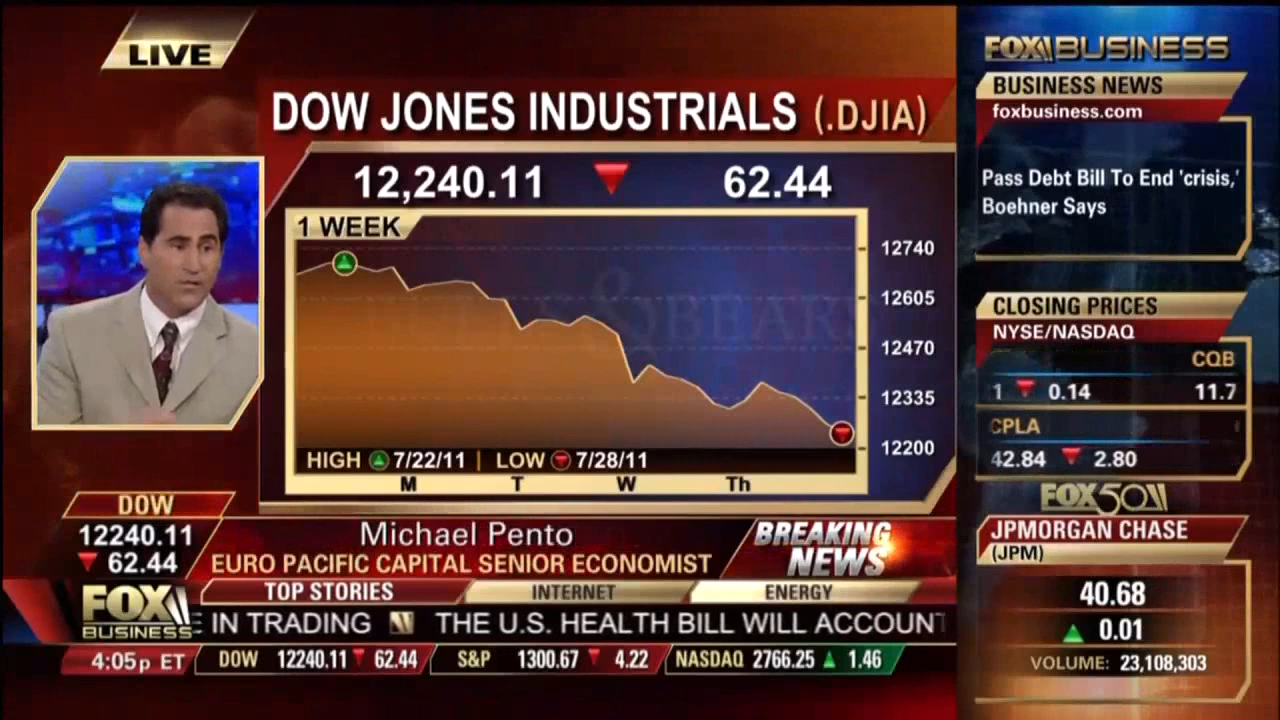 LIVE
DOW JONES INDUSTRIALS (.DJIA)
12,240.11 62.44
1 WEEK
12740
12605
12470
12335
12200
& BEARS
HIGH 7/22/11 | LOW 7/28/11
M T W Th
DOW
12240.11
62.44
Michael Pento
EURO PACIFIC CAPITAL SENIOR ECONOMIST
BREAKING
NEWS
TOP STORIES INTERNET ENERGY
FOX
BUSINESS
E IN TRADING THE U.S. HEALTH BILL WILL ACCOUNT
4:05p ET DOW 12240.11 62.44 S&P 1300.67 4.22 NASDAQ 2766.25 1.46
FOX BUSINESS
BUSINESS NEWS
foxbusiness.com
Pass Debt Bill To End 'crisis,'
Boehner Says
CLOSING PRICES
NYSE/NASDAQ
CQB
1 0.14 11.7
CPLA
42.84 2.80
FOX 50
JPMORGAN CHASE
(JPM)
40.68
0.01
VOLUME: 23,108,303